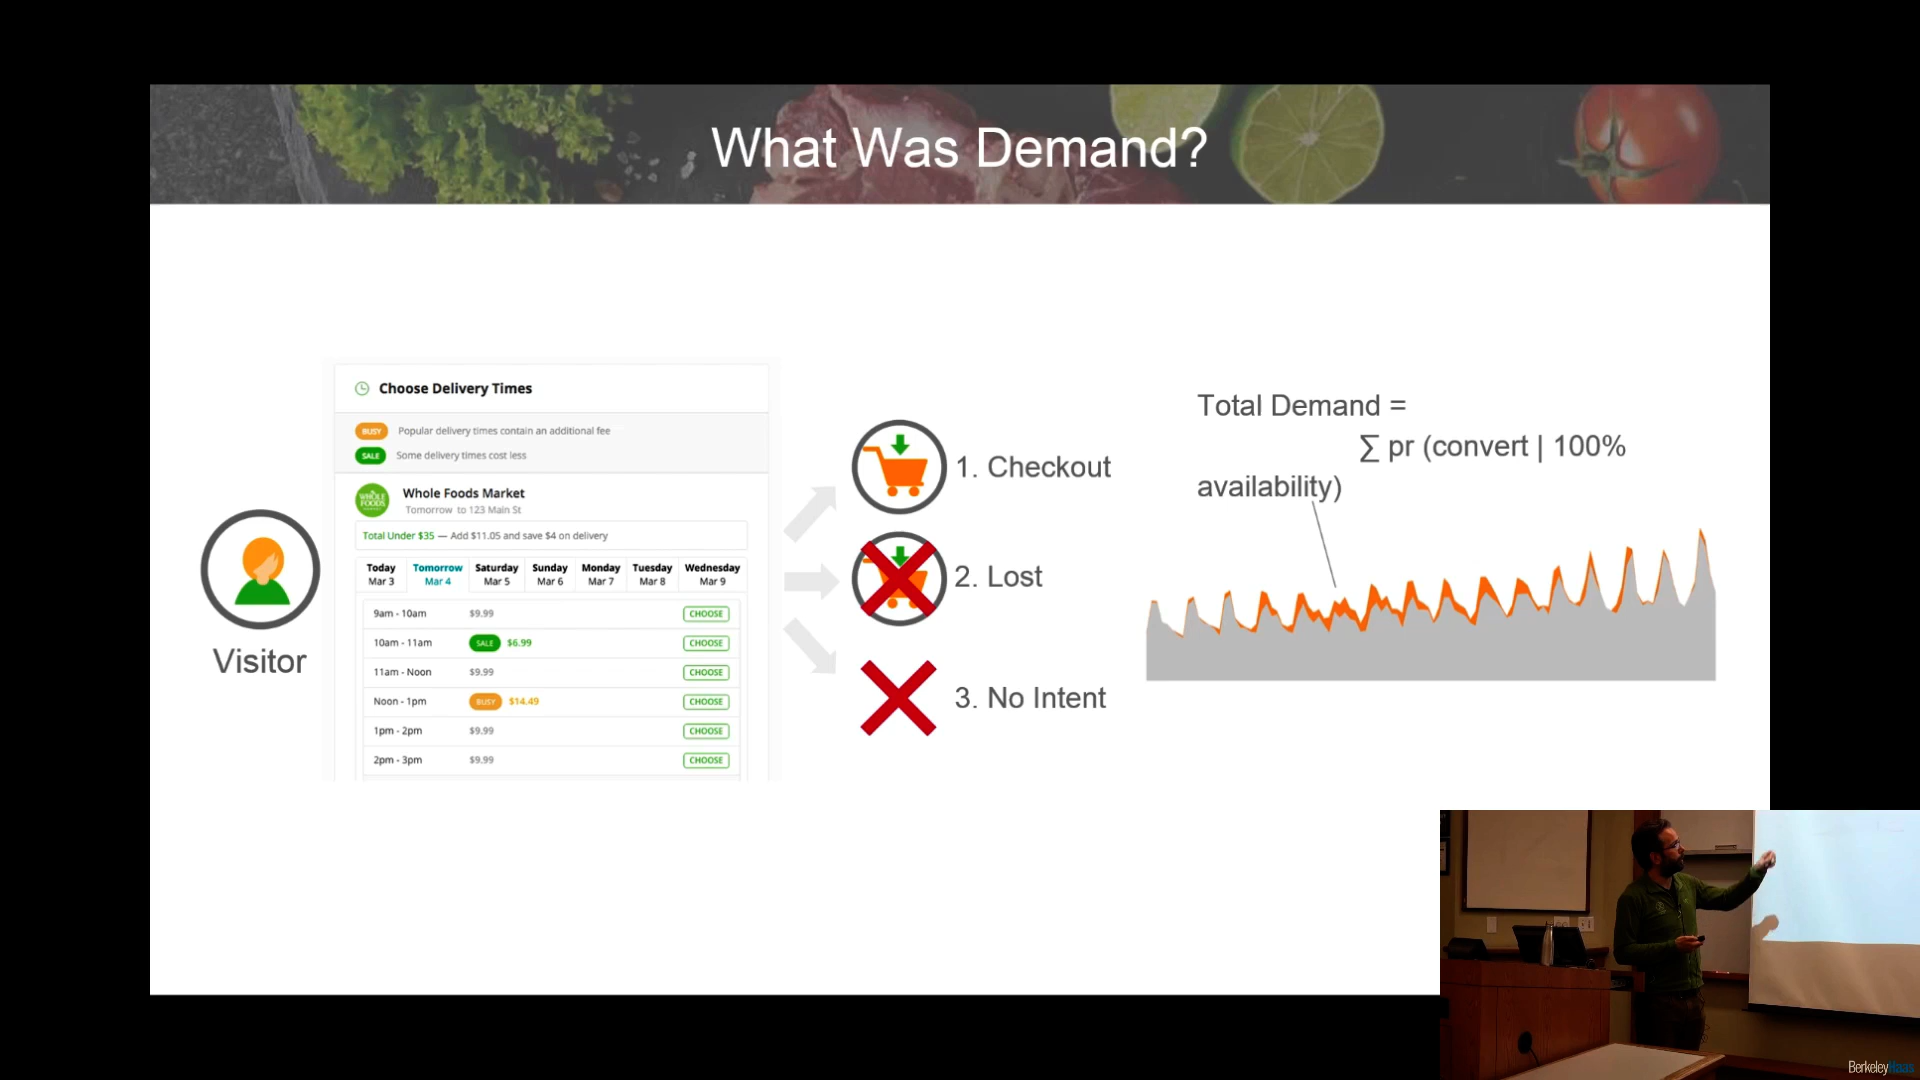 What Was Demand?
Choose Delivery Times
BUSY Popular delivery times contain an additional fee
SALE Some delivery times cost less
WHOLE FOODS MARKET
Whole Foods Market
Tomorrow to 123 Main St
Total Under $35 — Add $11.05 and save $4 on delivery
Today Tomorrow Saturday Sunday Monday Tuesday Wednesday
Mar 3 Mar 4 Mar 5 Mar 6 Mar 7 Mar 8 Mar 9
9am - 10am $9.99 CHOOSE
10am - 11am SALE $6.99 CHOOSE
11am - Noon $9.99 CHOOSE
Noon - 1pm BUSY $14.49 CHOOSE
1pm - 2pm $9.99 CHOOSE
2pm - 3pm $9.99 CHOOSE
Visitor
1. Checkout
2. Lost
3. No Intent
Total Demand =
∑ pr (convert | 100%
availability)
BerkeleyHaas